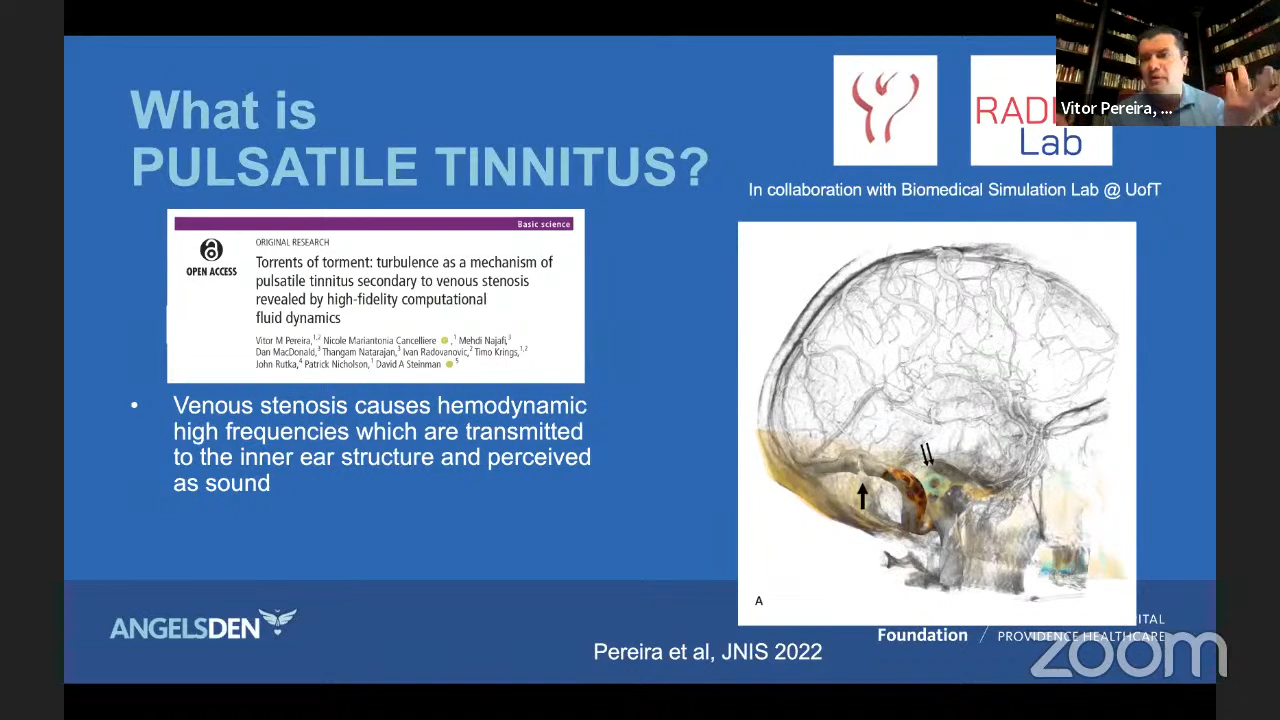 What is
PULSATILE TINNITUS?
RADI
Lab
Vitor Pereira, ...
In collaboration with Biomedical Simulation Lab @ UofT
Basic science
OPEN ACCESS
ORIGINAL RESEARCH
Torrents of torment: turbulence as a mechanism of
pulsatile tinnitus secondary to venous stenosis
revealed by high-fidelity computational
fluid dynamics
Vitor M Pereira,1,2 Nicole Mariantonia Cancelliere ,1 Mehdi Najafi,3
Dan MacDonald,3 Thangam Natarajan,3 Ivan Radovanovic,2 Timo Krings,1,2
John Rutka,4 Patrick Nicholson,1 David A Steinman 5
• Venous stenosis causes hemodynamic
high frequencies which are transmitted
to the inner ear structure and perceived
as sound
A
ANGELSDEN
ITAL
Foundation / PROVIDENCE HEALTHCARE
Pereira et al, JNIS 2022
zoom